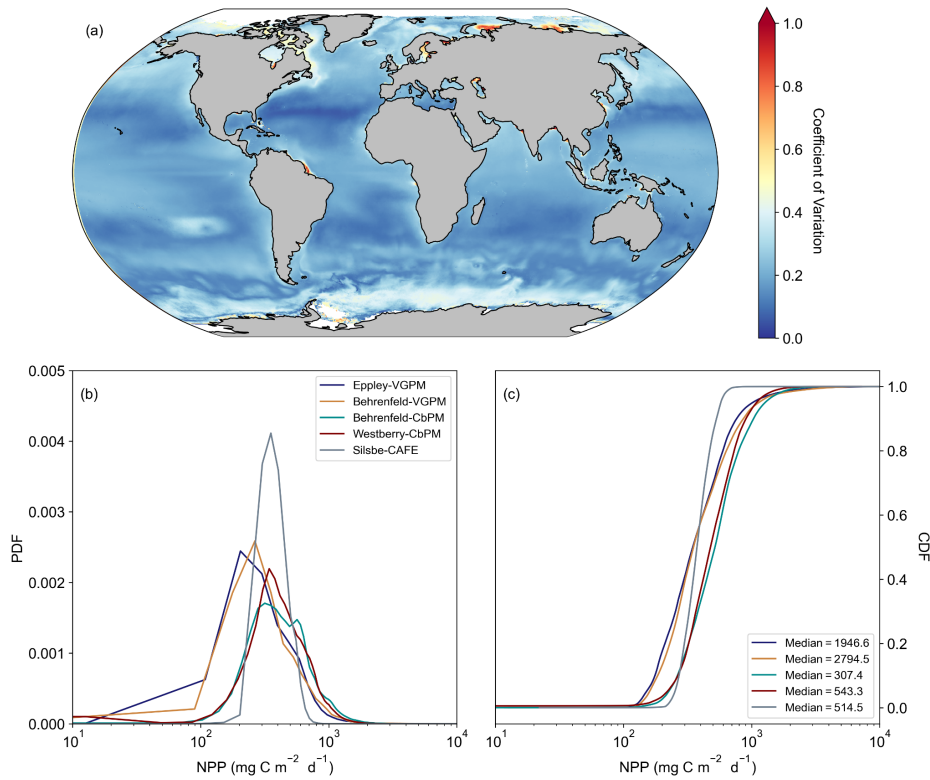 (a)
1.0
0.8
0.6
0.4
0.2
0.0
Coefficient of Variation
(b)
0.005
0.004
0.003
0.002
0.001
0.000
PDF
Eppley-VGPM
Behrenfeld-VGPM
Behrenfeld-CbPM
Westberry-CbPM
Silsbe-CAFE
10¹ 10² 10³ 10⁴
NPP (mg C m⁻² d⁻¹)
(c)
1.0
0.8
0.6
0.4
0.2
0.0
CDF
Median = 1946.6
Median = 2794.5
Median = 307.4
Median = 543.3
Median = 514.5
10¹ 10² 10³ 10⁴
NPP (mg C m⁻² d⁻¹)